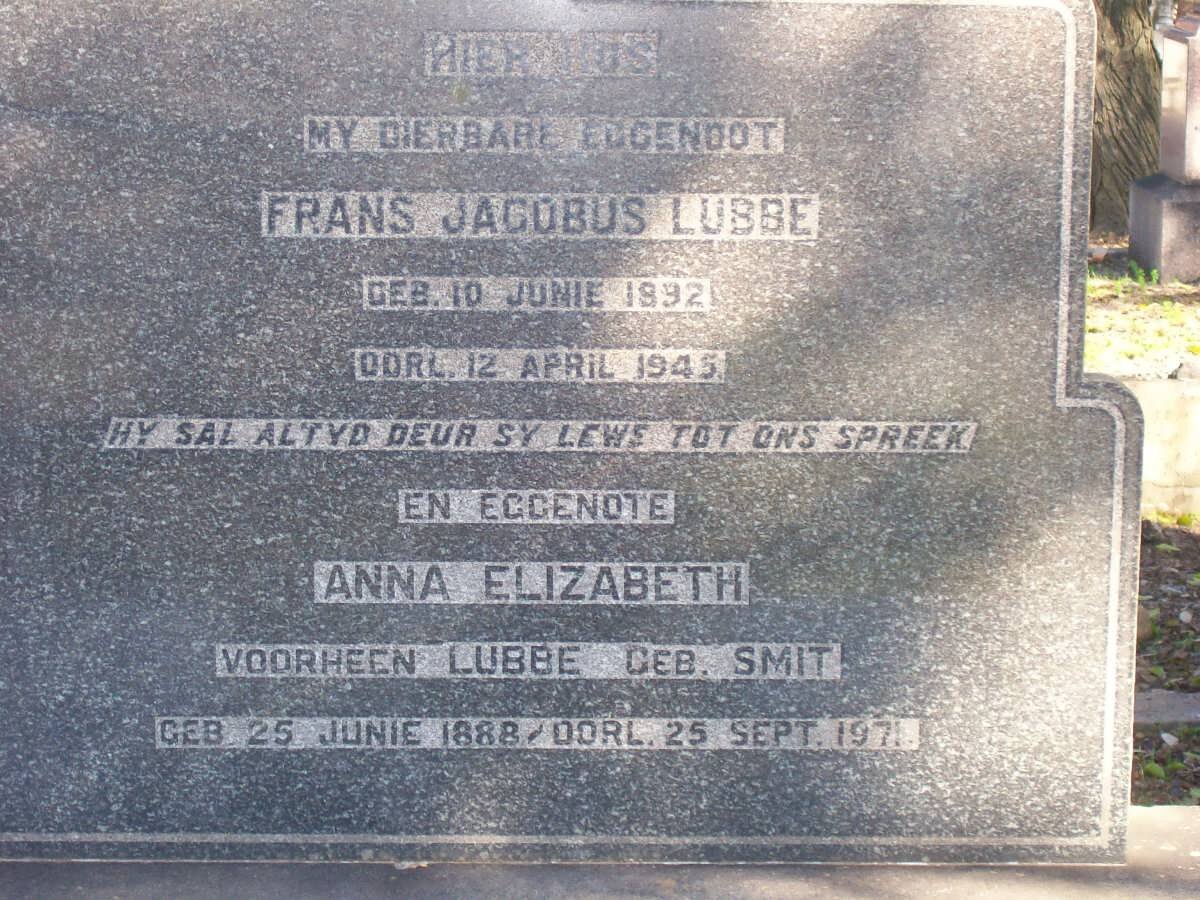 HIER RUS
MY DIERBARE EGGENOOT
FRANS JACOBUS LUBBE
GEB. 10 JUNIE 1892
OORL. 12 APRIL 1945
HY SAL ALTYD DEUR SY LEWE TOT ONS SPREEK
EN EGGENOTE
ANNA ELIZABETH
VOORHEEN LUBBE GEB. SMIT
GEB. 25 JUNIE 1888/OORL. 25 SEPT. 1971.